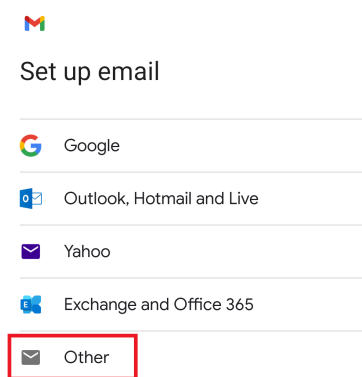 Set up email
Google
Outlook, Hotmail and Live
Yahoo
Exchange and Office 365
Other